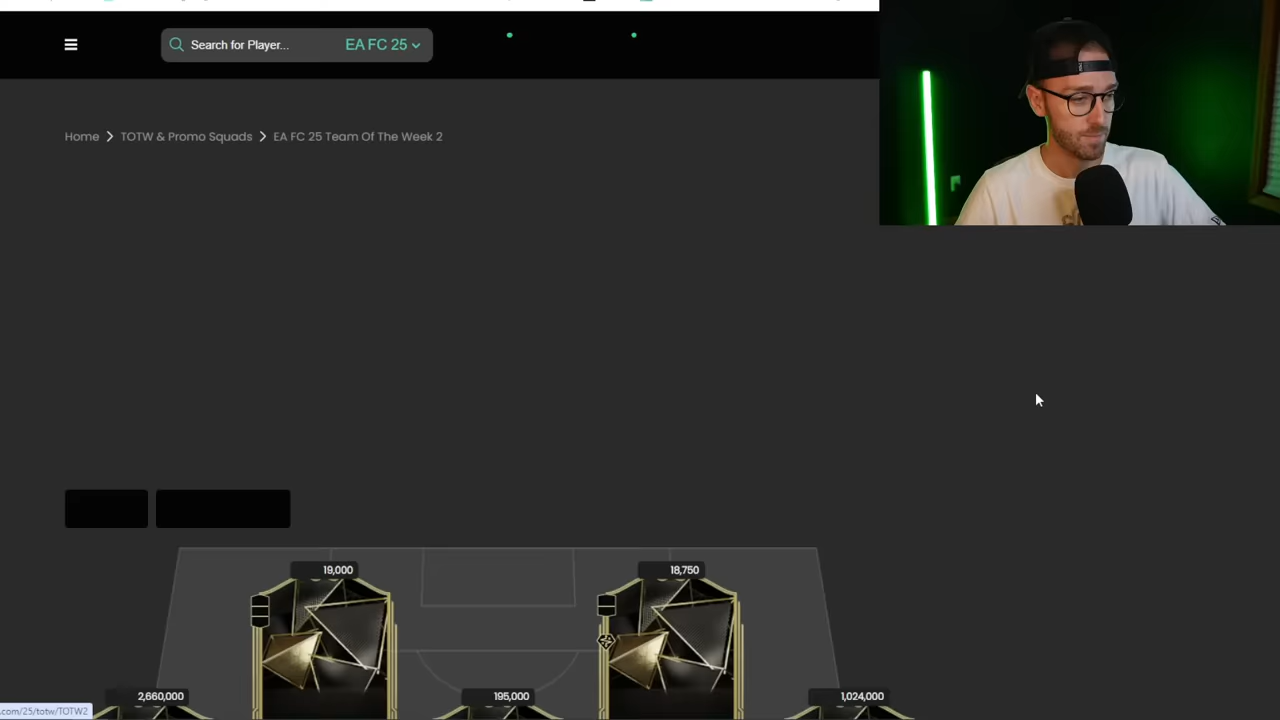 Search for Player...
EA FC 25
Home
TOTW & Promo Squads
EA FC 25 Team Of The Week 2
19,000
18,750
2,660,000
195,000
1,024,000
.com/25/totw/TOTW2